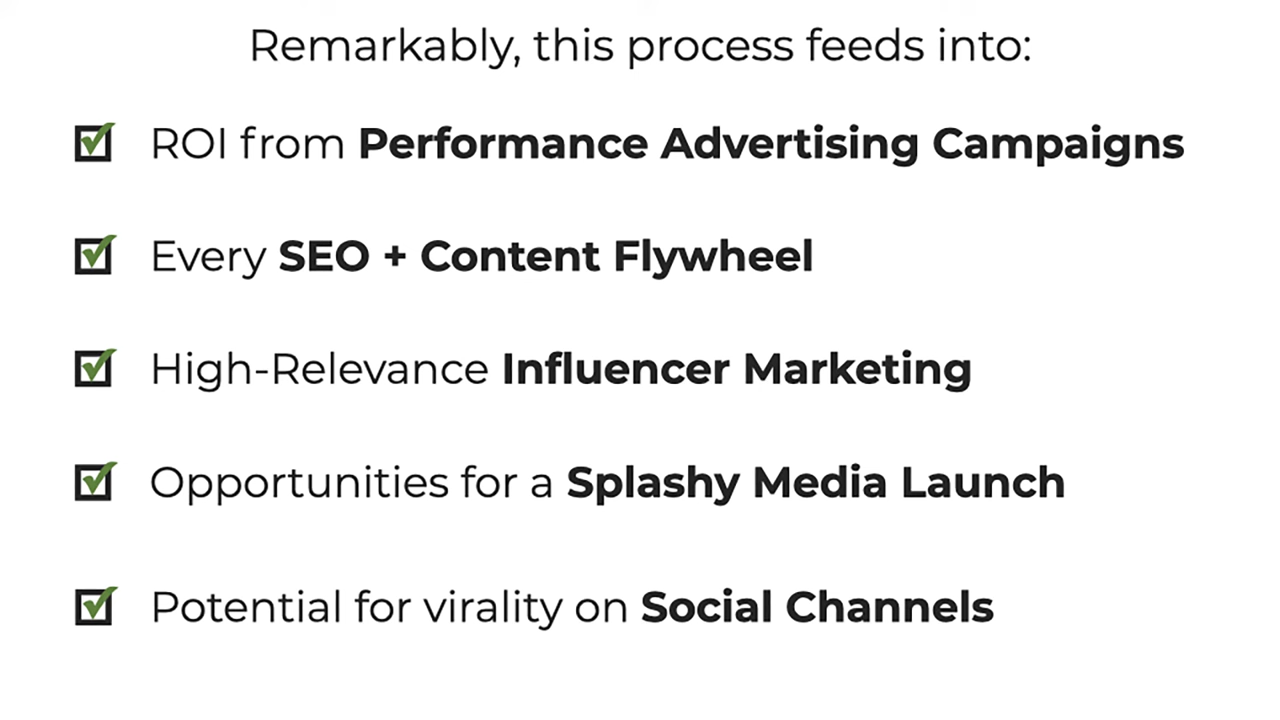 Remarkably, this process feeds into:
ROI from Performance Advertising Campaigns
Every SEO + Content Flywheel
High-Relevance Influencer Marketing
Opportunities for a Splashy Media Launch
Potential for virality on Social Channels